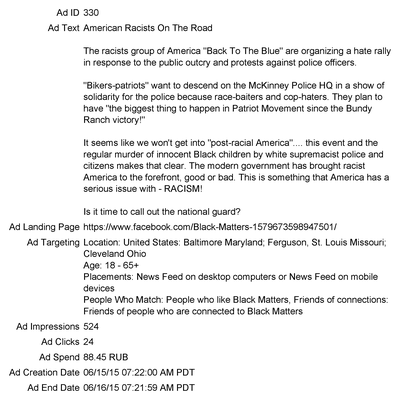 Ad ID 330
Ad Text American Racists On The Road
The racists group of America "Back To The Blue" are organizing a hate rally
in response to the public outcry and protests against police officers.
"Bikers-patriots" want to descend on the McKinney Police HQ in a show of
solidarity for the police because race-baiters and cop-haters. They plan to
have "the biggest thing to happen in Patriot Movement since the Bundy
Ranch victory!"
It seems like we won't get into "post-racial America".... this event and the
regular murder of innocent Black children by white supremacist police and
citizens makes that clear. The modern government has brought racist
America to the forefront, good or bad. This is something that America has a
serious issue with - RACISM!
Is it time to call out the national guard?
Ad Landing Page https://www.facebook.com/Black-Matters-1579673598947501/
Ad Targeting Location: United States: Baltimore Maryland; Ferguson, St. Louis Missouri;
Cleveland Ohio
Age: 18 - 65+
Placements: News Feed on desktop computers or News Feed on mobile
devices
People Who Match: People who like Black Matters, Friends of connections:
Friends of people who are connected to Black Matters
Ad Impressions 524
Ad Clicks 24
Ad Spend 88.45 RUB
Ad Creation Date 06/15/15 07:22:00 AM PDT
Ad End Date 06/16/15 07:21:59 AM PDT